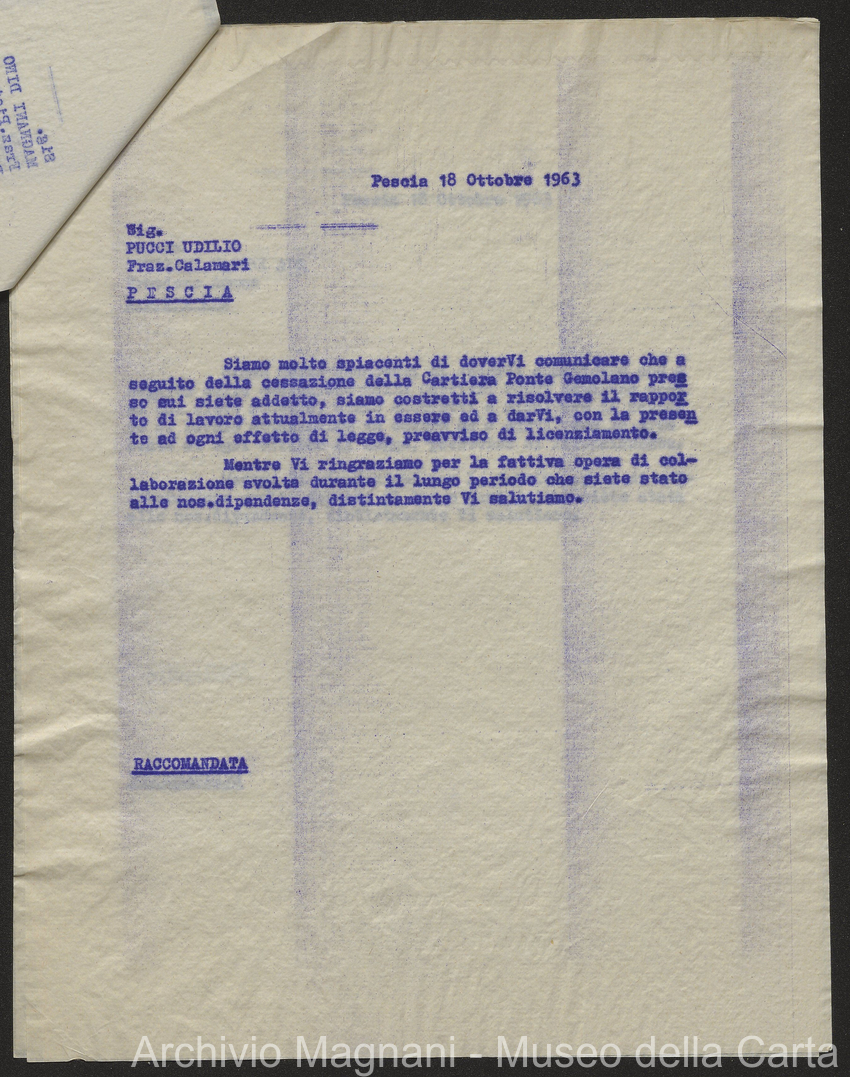 Sig.
MAGNANI DINO
Pescia 18 Ottobre 1963
Sig.
PUCCI UDILIO
Fraz.Calamari
P E S C I A
Siamo molto spiacenti di doverVi comunicare che a
seguito della cessazione della Cartiera Ponte Gemolano pres
so cui siete addetto, siamo costretti a risolvere il rappor
to di lavoro attualmente in essere ed a darVi, con la presen
te ad ogni effetto di legge, preavviso di licenziamento.
Mentre Vi ringraziamo per la fattiva opera di col-
laborazione svolta durante il lungo periodo che siete stato
alle nos.dipendenze, distintamente Vi salutiamo.
RACCOMANDATA
Archivio Magnani - Museo della Carta